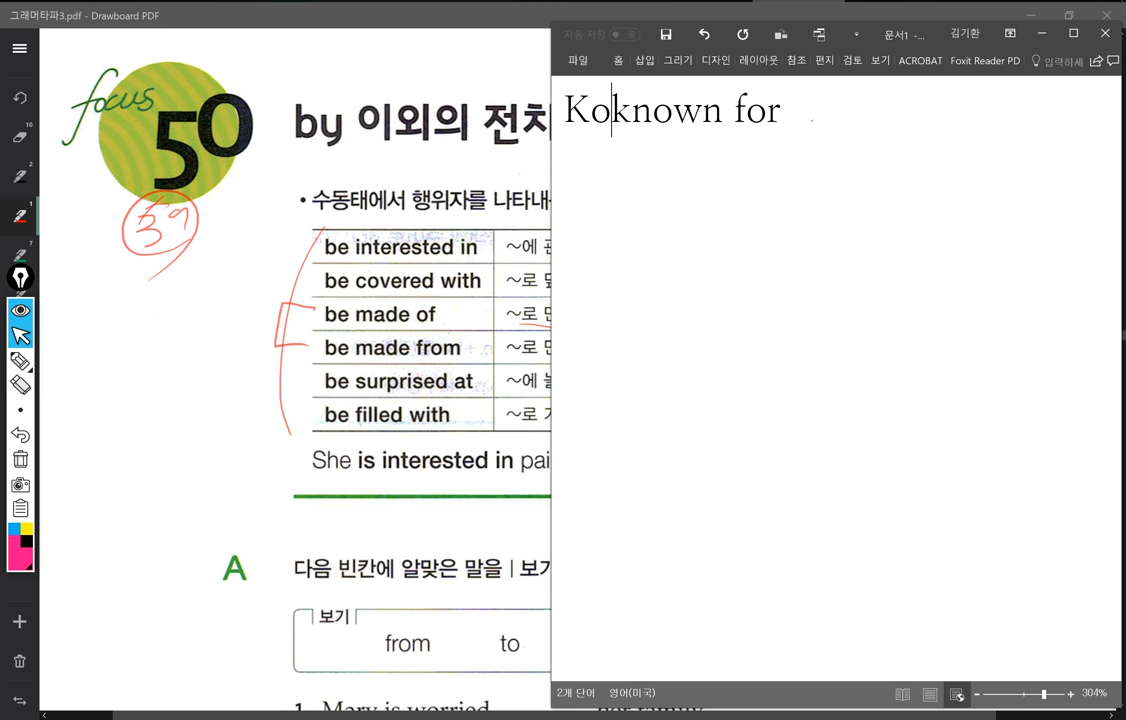 그래머타파3.pdf - Drawboard PDF
자동 저장
문서1 -...
김기환
파일 홈 삽입 그리기 디자인 레이아웃 참조 편지 검토 보기 ACROBAT Foxit Reader PD 입력하세
10
2
1
7
focus
50
59
by 이외의 전치
• 수동태에서 행위자를 나타내
be interested in ~에 관
be covered with ~로 덮
be made of ~로 만
be made from ~로 만
be surprised at ~에 놀
be filled with ~로 가
She is interested in pai
A 다음 빈칸에 알맞은 말을 | 보기
보기
from to
1 Mary is worried her family
Koknown for
2개 단어 영어(미국)
304%